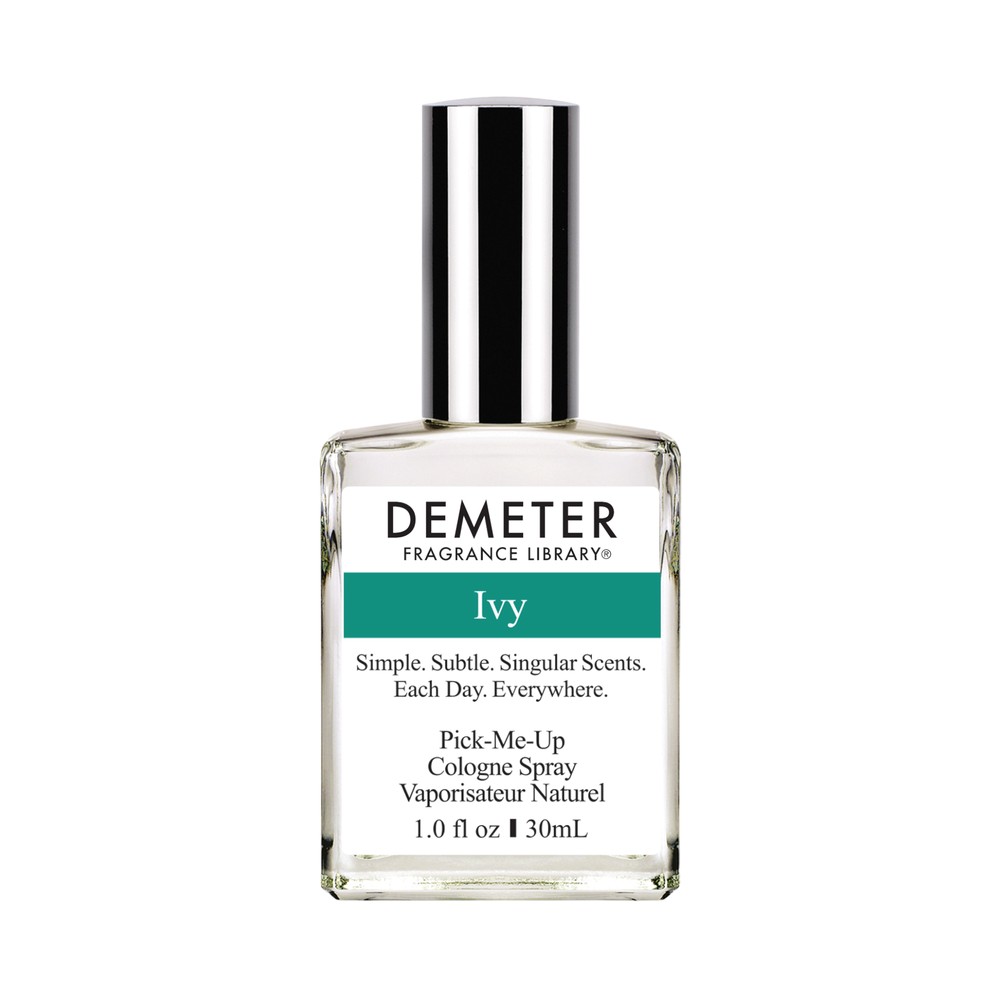 DEMETER
FRAGRANCE LIBRARY®
Ivy
Simple. Subtle. Singular Scents.
Each Day. Everywhere.
Pick-Me-Up
Cologne Spray
Vaporisateur Naturel
1.0 fl oz ▌30mL